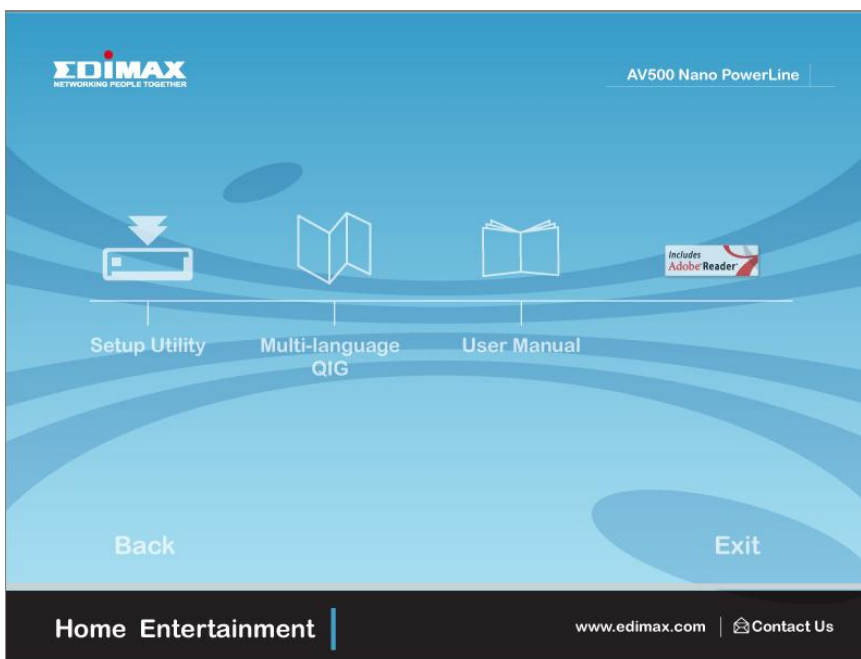 EDIMAX
NETWORKING PEOPLE TOGETHER
AV500 Nano PowerLine
Includes
Adobe Reader
Setup Utility
Multi-language
QIG
User Manual
Back
Exit
Home Entertainment
www.edimax.com
Contact Us